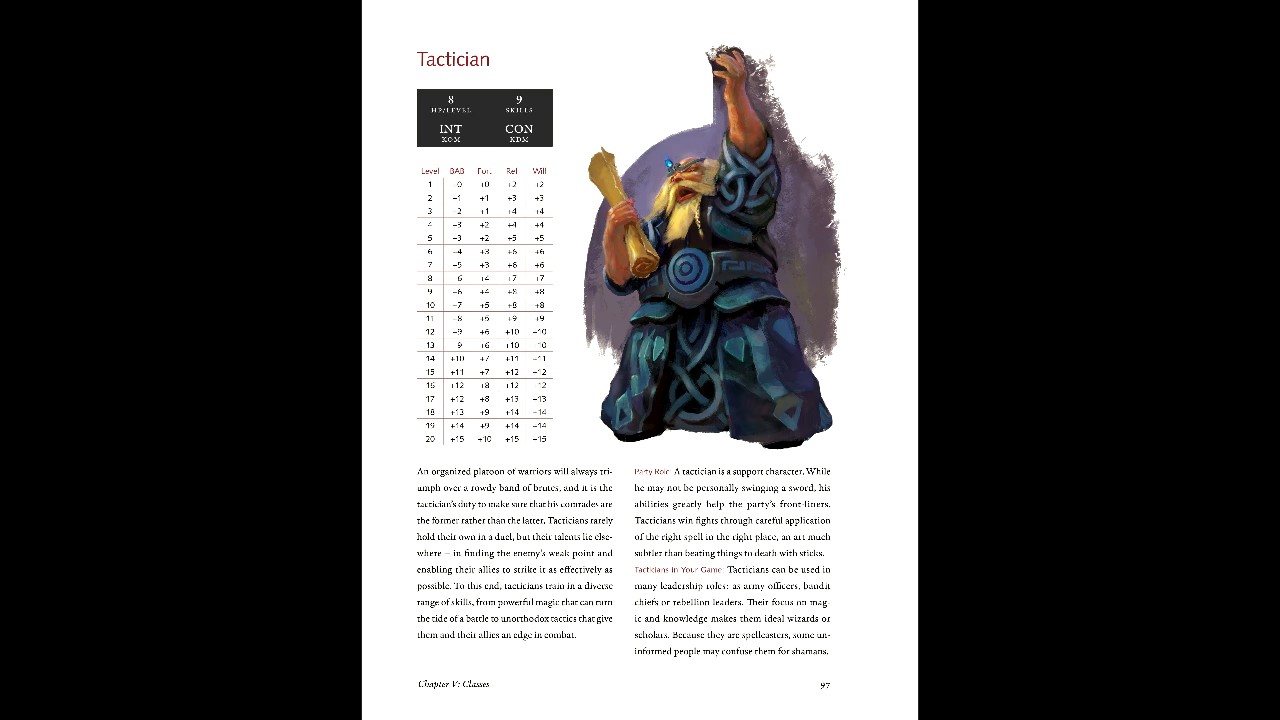 Tactician
8 9
HP/LEVEL SKILLS
INT CON
KOM KDM
Level BAB Fort Ref Will
1 0 +0 +2 +2
2 +1 +1 +3 +3
3 +2 +1 +4 +4
4 +3 +2 +4 +4
5 +3 +2 +5 +5
6 +4 +3 +6 +6
7 +5 +3 +6 +6
8 6 +4 +7 +7
9 +6 +4 +8 +8
10 +7 +5 +8 +8
11 +8 +5 +9 +9
12 +9 +6 +10 +10
13 9 +6 +10 +10
14 +10 +7 +11 +11
15 +11 +7 +12 +12
16 +12 +8 +12 +12
17 +12 +8 +13 +13
18 +13 +9 +14 +14
19 +14 +9 +14 +14
20 +15 +10 +15 +15
An organized platoon of warriors will always tri-
umph over a rowdy band of brutes, and it is the
tactician's duty to make sure that his comrades are
the former rather than the latter. Tacticians rarely
hold their own in a duel, but their talents lie else-
where – in finding the enemy's weak point and
enabling their allies to strike it as effectively as
possible. To this end, tacticians train in a diverse
range of skills, from powerful magic that can turn
the tide of a battle to unorthodox tactics that give
them and their allies an edge in combat.
Party Role: A tactician is a support character. While
he may not be personally swinging a sword, his
abilities greatly help the party's front-liners.
Tacticians win fights through careful application
of the right spell in the right place, an art much
subtler than beating things to death with sticks.
Tacticians in Your Game: Tacticians can be used in
many leadership roles: as army officers, bandit
chiefs or rebellion leaders. Their focus on mag-
ic and knowledge makes them ideal wizards or
scholars. Because they are spellcasters, some un-
informed people may confuse them for shamans.
Chapter V: Classes
97